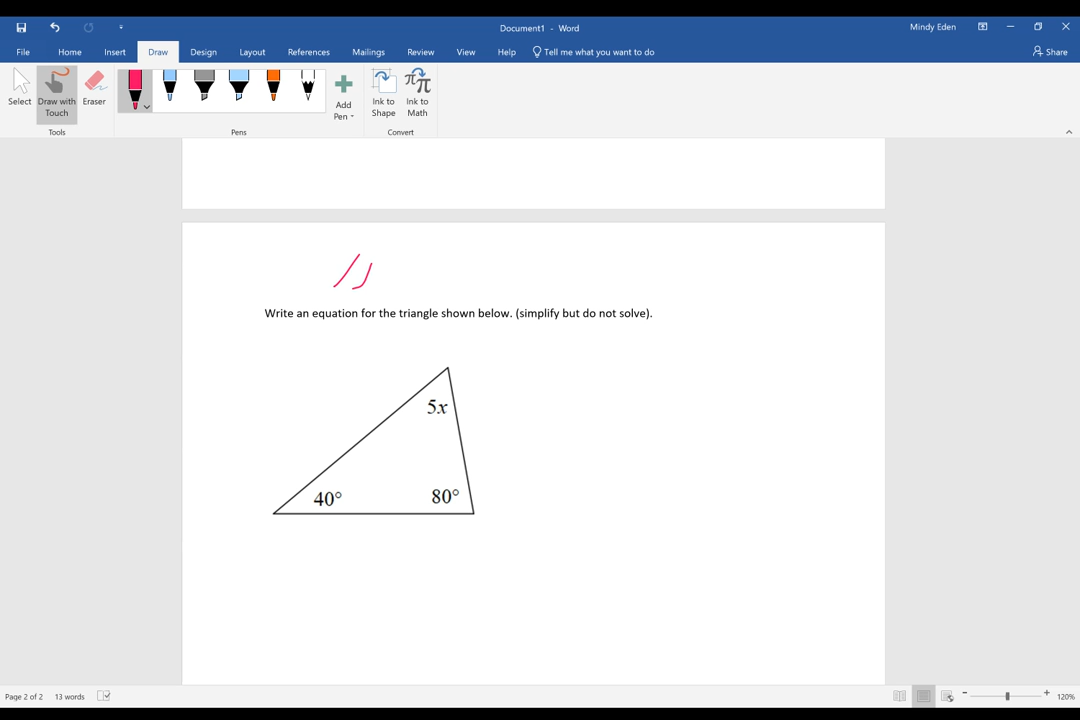 Document1 - Word
Mindy Eden
File Home Insert Draw Design Layout References Mailings Review View Help Tell me what you want to do Share
Select Draw with Touch Eraser Add Pen Ink to Shape Ink to Math
Tools Pens Convert
Write an equation for the triangle shown below. (simplify but do not solve).
5x
40° 80°
Page 2 of 2 13 words 120%